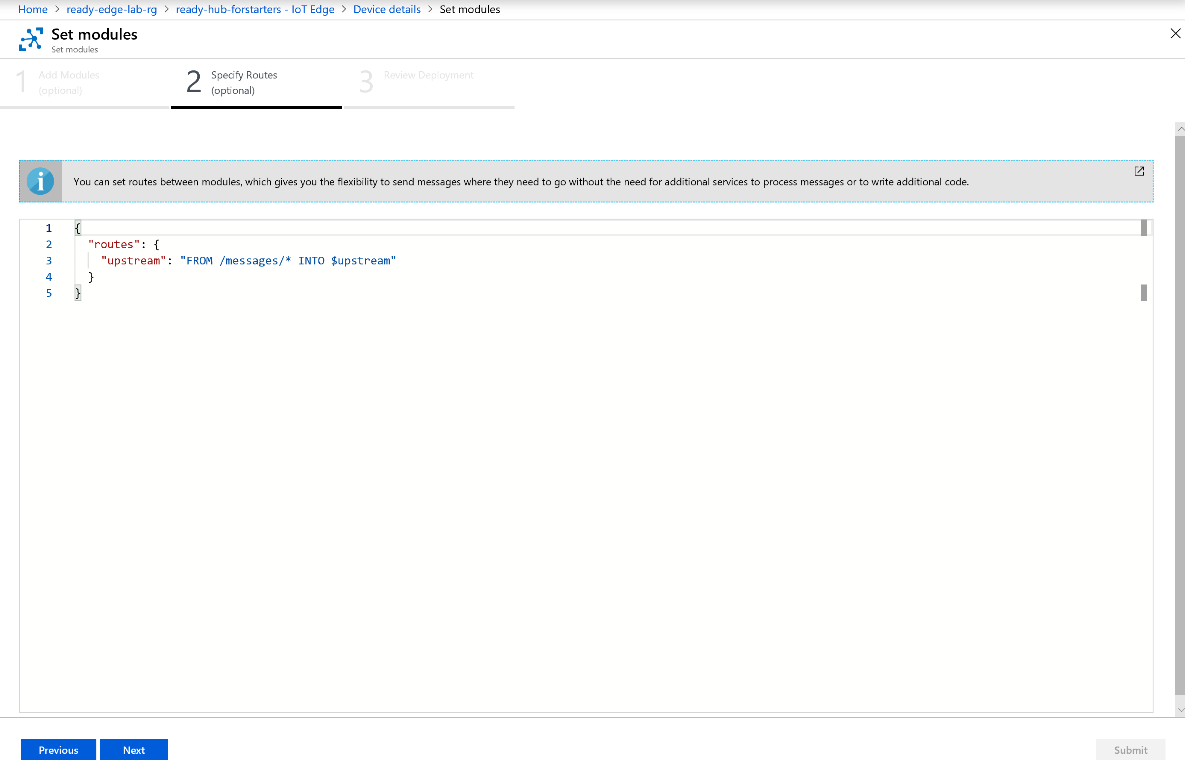 Home > ready-edge-lab-rg > ready-hub-forstarters - IoT Edge > Device details > Set modules
Set modules
Set modules
1 Add Modules
(optional)
2 Specify Routes
(optional)
3 Review Deployment
You can set routes between modules, which gives you the flexibility to send messages where they need to go without the need for additional services to process messages or to write additional code.
1 {
2 "routes": {
3 "upstream": "FROM /messages/* INTO $upstream"
4 }
5 }
Previous
Next
Submit